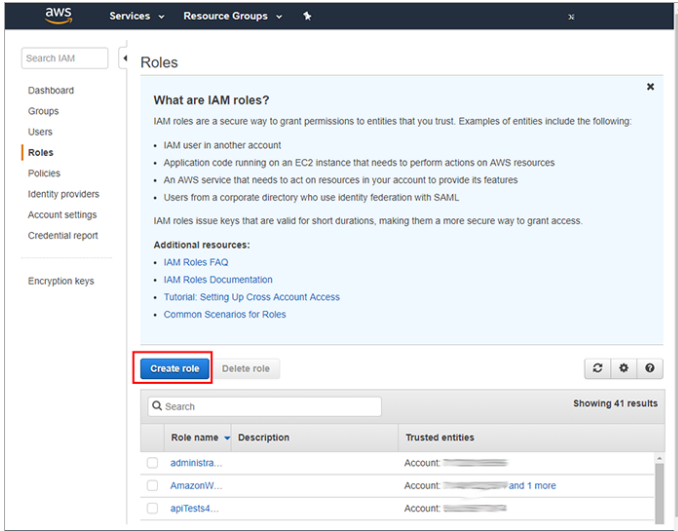 aws Services Resource Groups
Search IAM
Dashboard
Groups
Users
Roles
Policies
Identity providers
Account settings
Credential report
Encryption keys
Roles
What are IAM roles?
IAM roles are a secure way to grant permissions to entities that you trust. Examples of entities include the following:
• IAM user in another account
• Application code running on an EC2 instance that needs to perform actions on AWS resources
• An AWS service that needs to act on resources in your account to provide its features
• Users from a corporate directory who use identity federation with SAML
IAM roles issue keys that are valid for short durations, making them a more secure way to grant access.
Additional resources:
• IAM Roles FAQ
• IAM Roles Documentation
• Tutorial: Setting Up Cross Account Access
• Common Scenarios for Roles
Create role Delete role
Search Showing 41 results
Role name Description Trusted entities
administra... Account:
AmazonW... Account: and 1 more
apiTests4... Account: